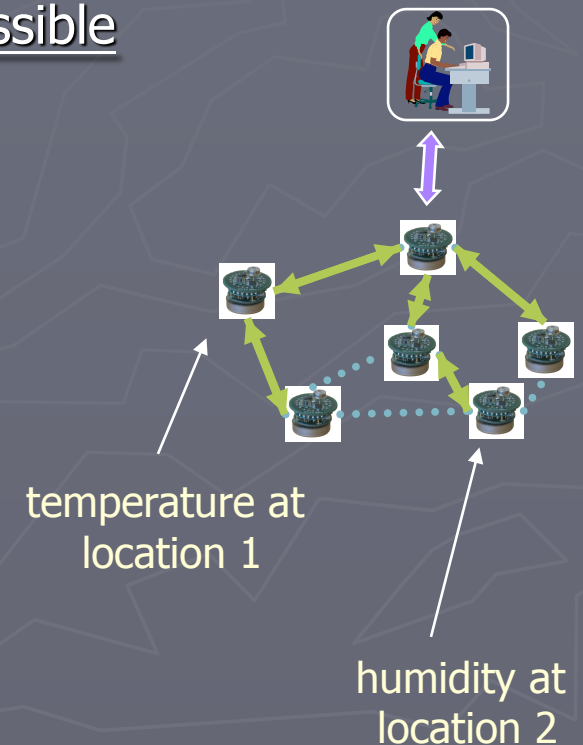 ssible
temperature at
location 1
humidity at
location 2